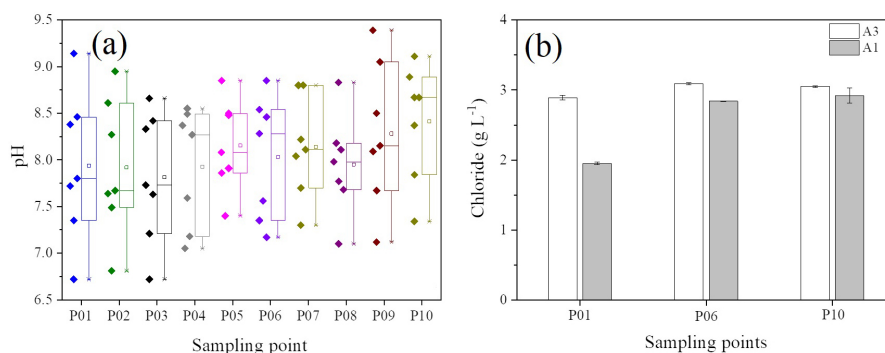 (a)
pH
9.5
9.0
8.5
8.0
7.5
7.0
6.5
P01 P02 P03 P04 P05 P06 P07 P08 P09 P10
Sampling point
(b)
A3
A1
Chloride (g L⁻¹)
4
3
2
1
0
P01 P06 P10
Sampling points